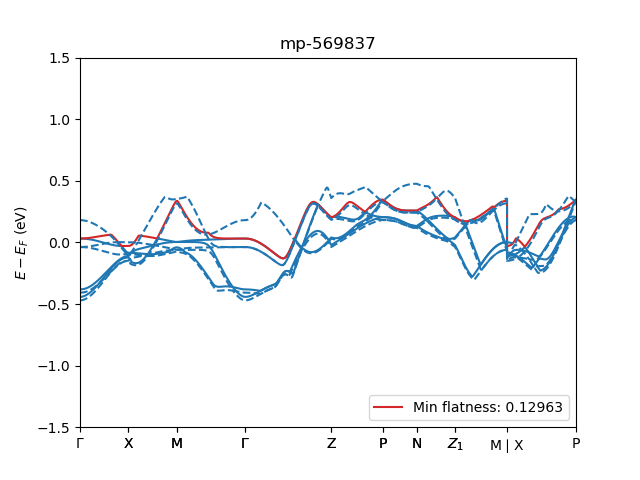 mp-569837
E − E_F (eV)
1.5
1.0
0.5
0.0
−0.5
−1.0
−1.5
Min flatness: 0.12963
Γ X M Γ Z P N Z₁ M | X P